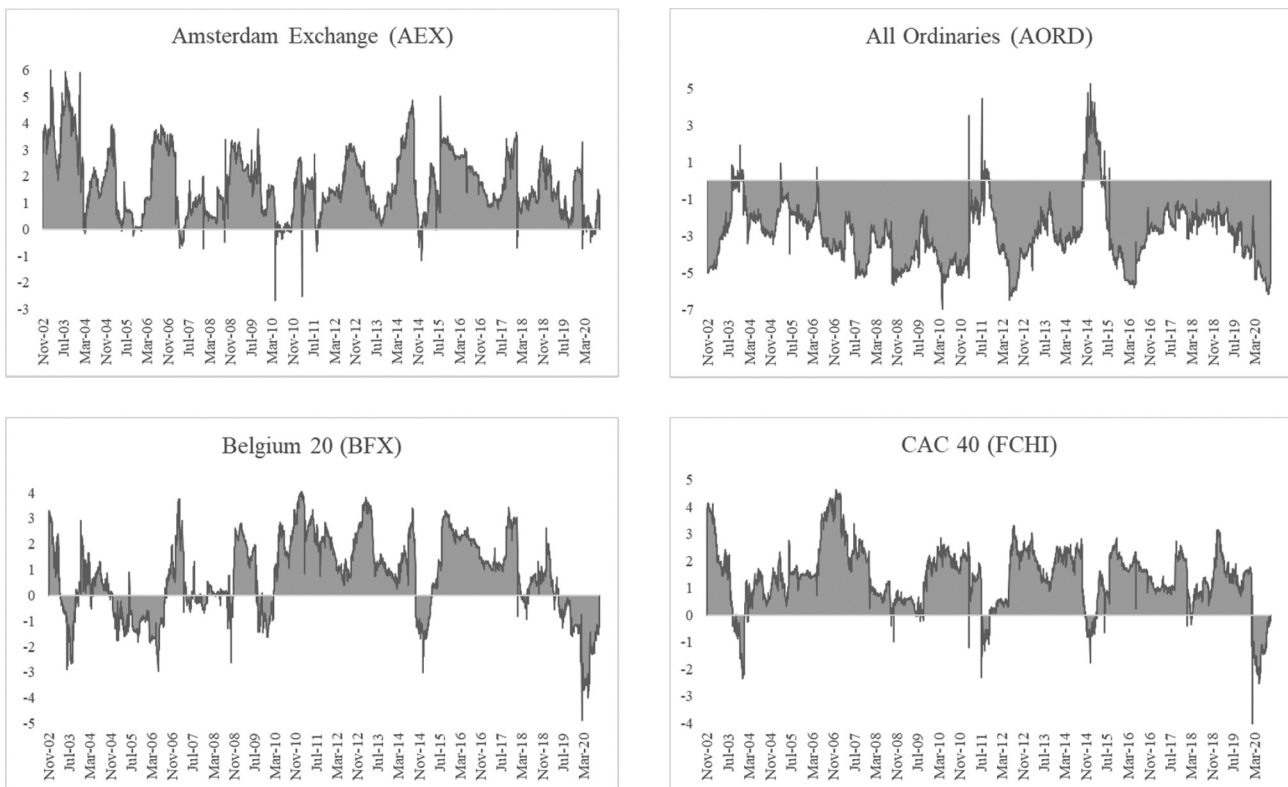 Amsterdam Exchange (AEX)
6
5
4
3
2
1
0
-1
-2
-3
Nov-02
Jul-03
Mar-04
Nov-04
Jul-05
Mar-06
Nov-06
Jul-07
Mar-08
Nov-08
Jul-09
Mar-10
Nov-10
Jul-11
Mar-12
Nov-12
Jul-13
Mar-14
Nov-14
Jul-15
Mar-16
Nov-16
Jul-17
Mar-18
Nov-18
Jul-19
Mar-20
All Ordinaries (AORD)
5
3
1
-1
-3
-5
-7
Nov-02
Jul-03
Mar-04
Nov-04
Jul-05
Mar-06
Nov-06
Jul-07
Mar-08
Nov-08
Jul-09
Mar-10
Nov-10
Jul-11
Mar-12
Nov-12
Jul-13
Mar-14
Nov-14
Jul-15
Mar-16
Nov-16
Jul-17
Mar-18
Nov-18
Jul-19
Mar-20
Belgium 20 (BFX)
4
3
2
1
0
-1
-2
-3
-4
-5
Nov-02
Jul-03
Mar-04
Nov-04
Jul-05
Mar-06
Nov-06
Jul-07
Mar-08
Nov-08
Jul-09
Mar-10
Nov-10
Jul-11
Mar-12
Nov-12
Jul-13
Mar-14
Nov-14
Jul-15
Mar-16
Nov-16
Jul-17
Mar-18
Nov-18
Jul-19
Mar-20
CAC 40 (FCHI)
5
4
3
2
1
0
-1
-2
-3
-4
Nov-02
Jul-03
Mar-04
Nov-04
Jul-05
Mar-06
Nov-06
Jul-07
Mar-08
Nov-08
Jul-09
Mar-10
Nov-10
Jul-11
Mar-12
Nov-12
Jul-13
Mar-14
Nov-14
Jul-15
Mar-16
Nov-16
Jul-17
Mar-18
Nov-18
Jul-19
Mar-20